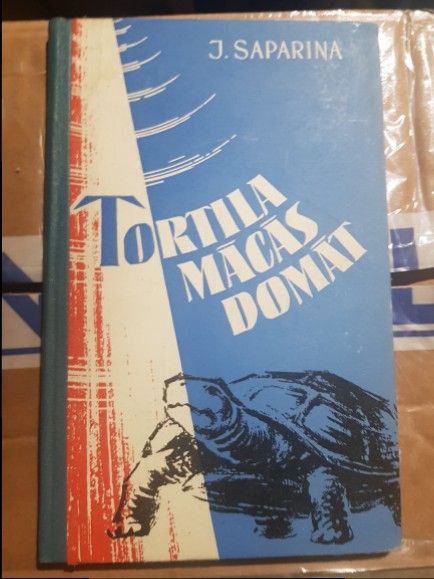 J. SAPARINA
TORTILA
MĀCĀS
DOMĀT